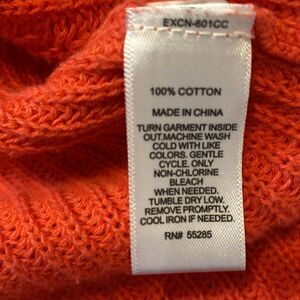 EXCN-601CC
100% COTTON
MADE IN CHINA
TURN GARMENT INSIDE
OUT.MACHINE WASH
COLD WITH LIKE
COLORS. GENTLE
CYCLE. ONLY
NON-CHLORINE
BLEACH
WHEN NEEDED.
TUMBLE DRY LOW.
REMOVE PROMPTLY.
COOL IRON IF NEEDED.
RN# 55285